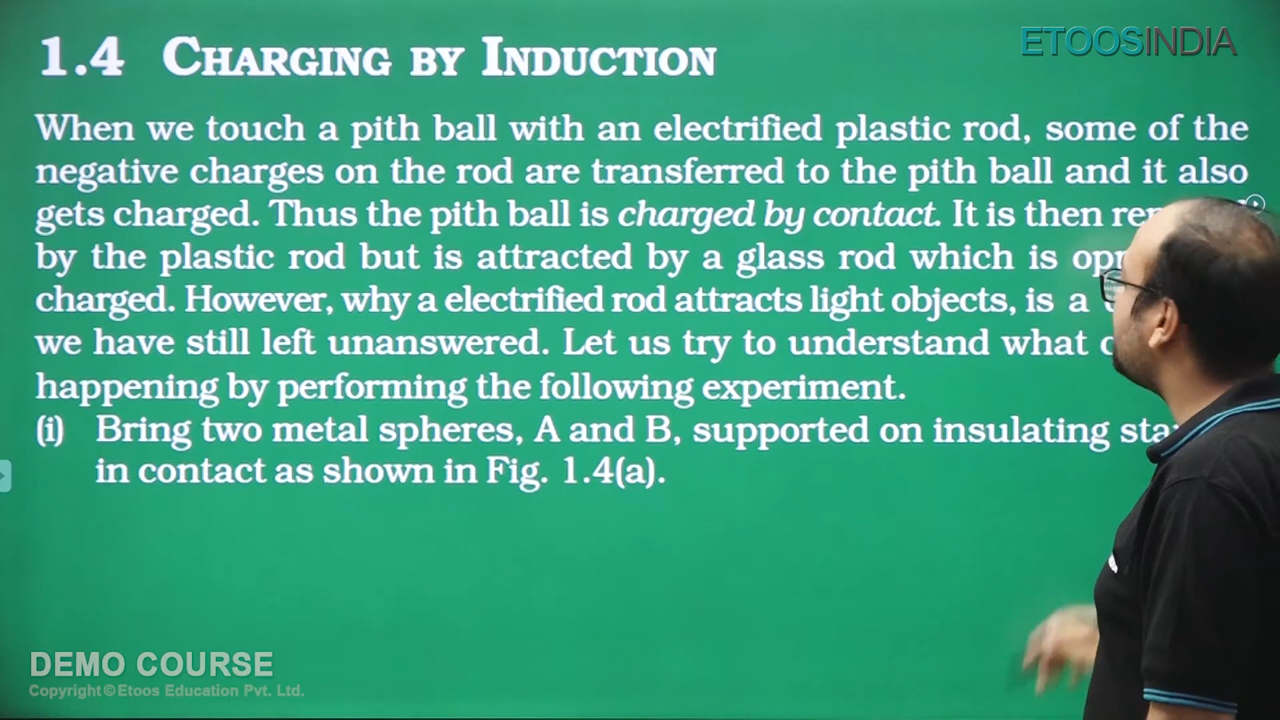 ETOOSINDIA
1.4 CHARGING BY INDUCTION
When we touch a pith ball with an electrified plastic rod, some of the
negative charges on the rod are transferred to the pith ball and it also
gets charged. Thus the pith ball is charged by contact. It is then
by the plastic rod but is attracted by a glass rod which is
charged. However, why a electrified rod attracts light objects, is a
we have still left unanswered. Let us try to understand what
happening by performing the following experiment.
(i) Bring two metal spheres, A and B, supported on insulating
in contact as shown in Fig. 1.4(a).
DEMO COURSE
Copyright © Etoos Education Pvt. Ltd.